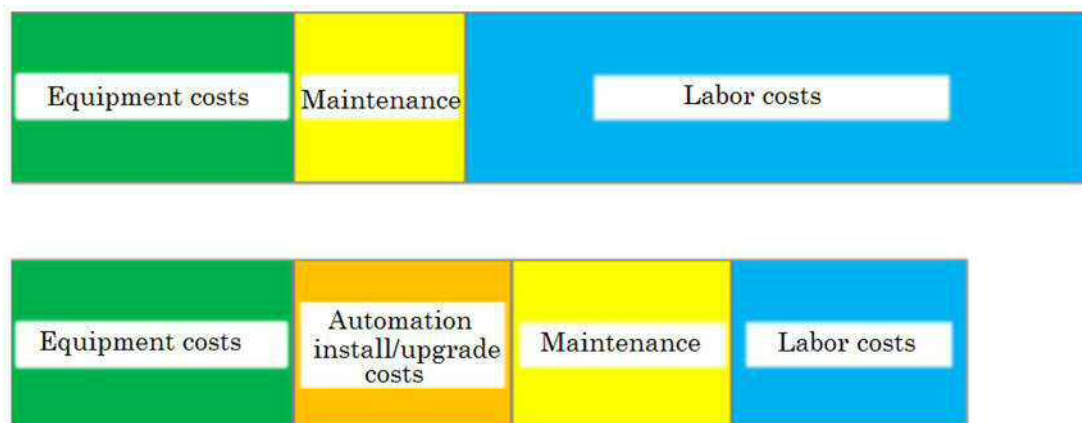 Equipment costs
Maintenance
Labor costs
Equipment costs
Automation
install/upgrade
costs
Maintenance
Labor costs